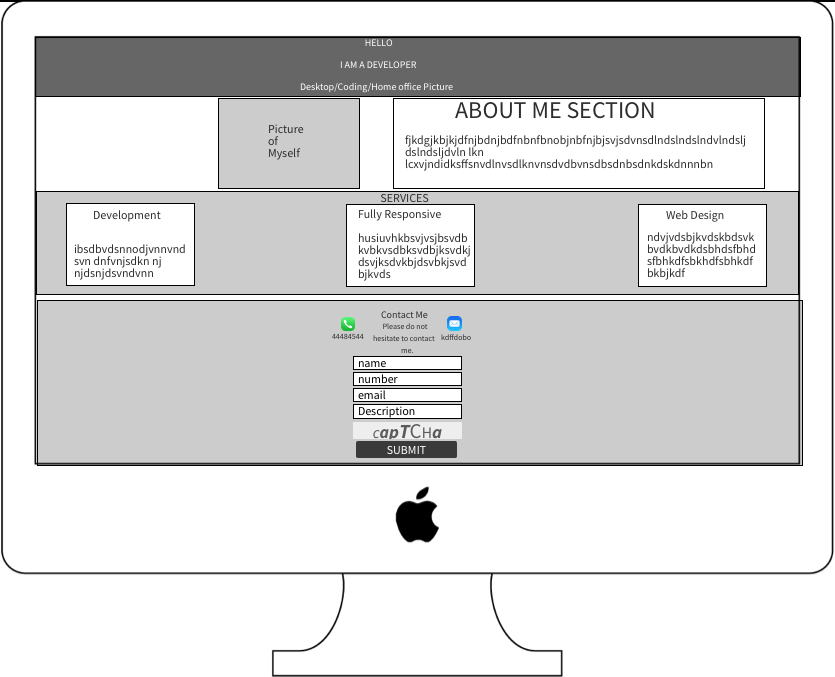 HELLO
I AM A DEVELOPER
Desktop/Coding/Home office Picture
Picture
of
Myself
ABOUT ME SECTION
fjkdgjkbjkjdfnjbdnjbdfnbnfbnobjnbfnjbjsvjsdvnsdlndslndslndvlndslj
dslndsljdvln lkn
lcxvjndidksffsnvdlnvsdlknvnsdvdbvnsdbsdnbsdnkdskdnnnbn
SERVICES
Development
ibsdbvdsnnodjvnnvnd
svn dnfvnjsdkn nj
njdsnjdsvndvnn
Fully Responsive
husiuvhkbsvjvsjbsvdb
kvbkvsdbksvdbjksvdkj
dsvjksdvkbjdsvbkjsvd
bjkvds
Web Design
ndvjvdsbjkvdskbdsvk
bvdkbvdkdsbhdsfbhd
sfbhkdfsbkhdfsbhkdf
bkbjkdf
Contact Me
Please do not
hesitate to contact
me.
44484544
kdffdobo
name
number
email
Description
capTCHa
SUBMIT